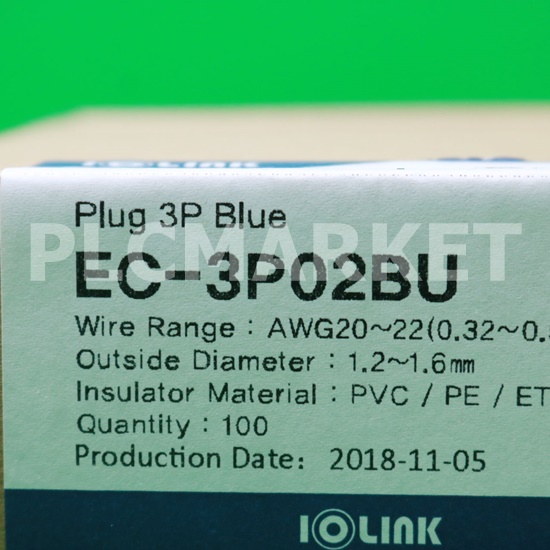 IOLINK
Plug 3P Blue
PLCMARKET
EC-3P02BU
Wire Range : AWG20~22(0.32~0.
Outside Diameter : 1.2~1.6mm
Insulator Material : PVC / PE / ET
Quantity : 100
Production Date: 2018-11-05
IOLINK